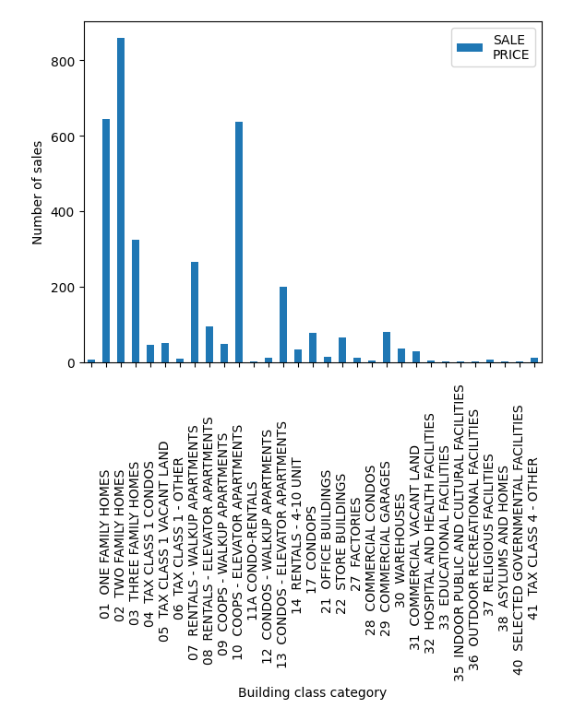 SALE
PRICE
800
600
400
200
0
Number of sales
01 ONE FAMILY HOMES
02 TWO FAMILY HOMES
03 THREE FAMILY HOMES
04 TAX CLASS 1 CONDOS
05 TAX CLASS 1 VACANT LAND
06 TAX CLASS 1 - OTHER
07 RENTALS - WALKUP APARTMENTS
08 RENTALS - ELEVATOR APARTMENTS
09 COOPS - WALKUP APARTMENTS
10 COOPS - ELEVATOR APARTMENTS
11A CONDO-RENTALS
12 CONDOS - WALKUP APARTMENTS
13 CONDOS - ELEVATOR APARTMENTS
14 RENTALS - 4-10 UNIT
17 CONDOPS
21 OFFICE BUILDINGS
22 STORE BUILDINGS
27 FACTORIES
28 COMMERCIAL CONDOS
29 COMMERCIAL GARAGES
30 WAREHOUSES
31 COMMERCIAL VACANT LAND
32 HOSPITAL AND HEALTH FACILITIES
33 EDUCATIONAL FACILITIES
35 INDOOR PUBLIC AND CULTURAL FACILITIES
36 OUTDOOR RECREATIONAL FACILITIES
37 RELIGIOUS FACILITIES
38 ASYLUMS AND HOMES
40 SELECTED GOVERNMENTAL FACILITIES
41 TAX CLASS 4 - OTHER
Building class category